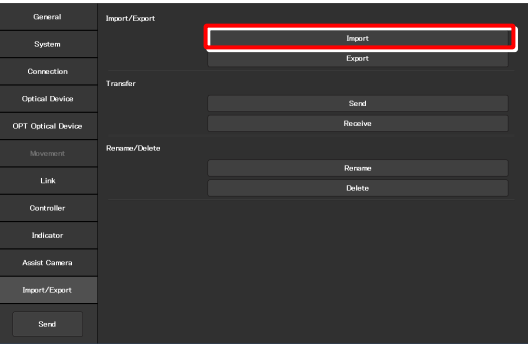 General
System
Connection
Optical Device
OPT Optical Device
Movement
Link
Controller
Indicator
Assist Camera
Import/Export
Send
Import/Export
Import
Export
Transfer
Send
Receive
Rename/Delete
Rename
Delete